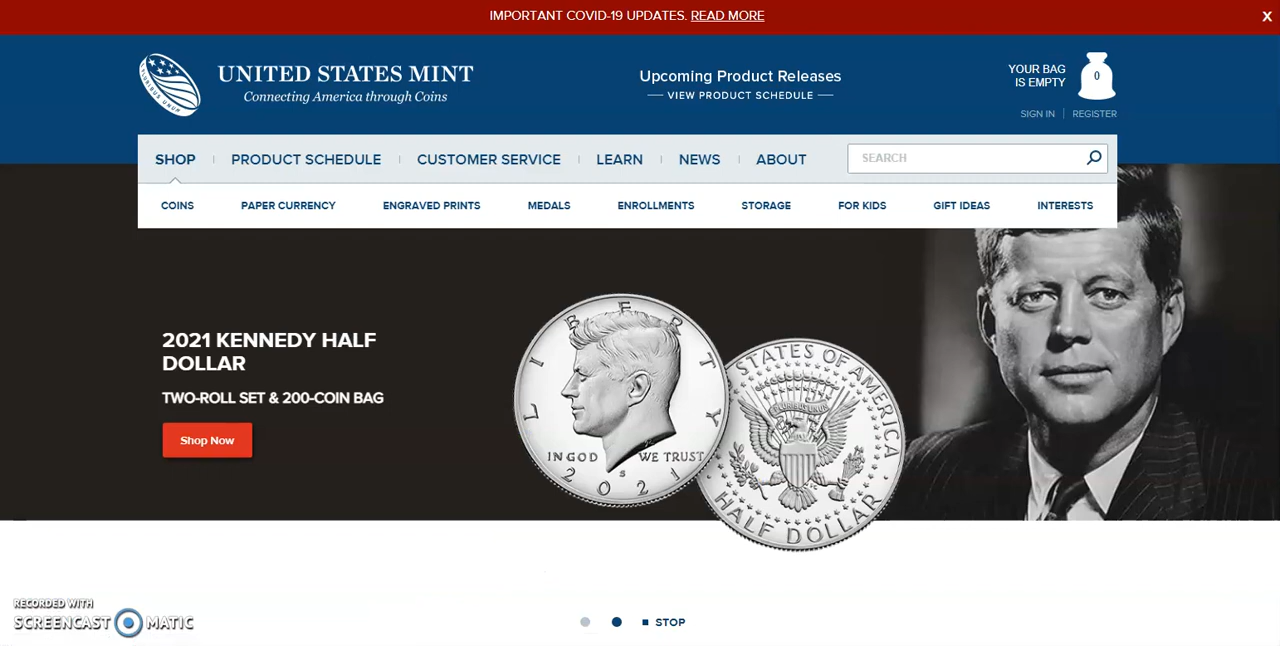 IMPORTANT COVID-19 UPDATES. READ MORE
X
UNITED STATES MINT
Connecting America through Coins
Upcoming Product Releases
VIEW PRODUCT SCHEDULE
YOUR BAG
IS EMPTY
0
SIGN IN
REGISTER
SHOP
PRODUCT SCHEDULE
CUSTOMER SERVICE
LEARN
NEWS
ABOUT
SEARCH
COINS
PAPER CURRENCY
ENGRAVED PRINTS
MEDALS
ENROLLMENTS
STORAGE
FOR KIDS
GIFT IDEAS
INTERESTS
2021 KENNEDY HALF
DOLLAR
TWO-ROLL SET & 200-COIN BAG
Shop Now
LIBERTY
IN GOD WE TRUST
S
2021
STATES OF AMERICA
HALF DOLLAR
RECORDED WITH
SCREENCAST MATIC
STOP